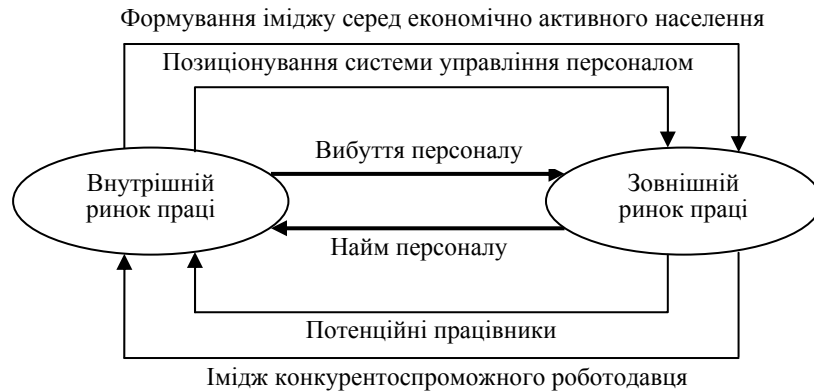 Формування іміджу серед економічно активного населення
Позиціонування системи управління персоналом
Вибуття персоналу
Внутрішній
ринок праці
Зовнішній
ринок праці
Найм персоналу
Потенційні працівники
Імідж конкурентоспроможного роботодавця